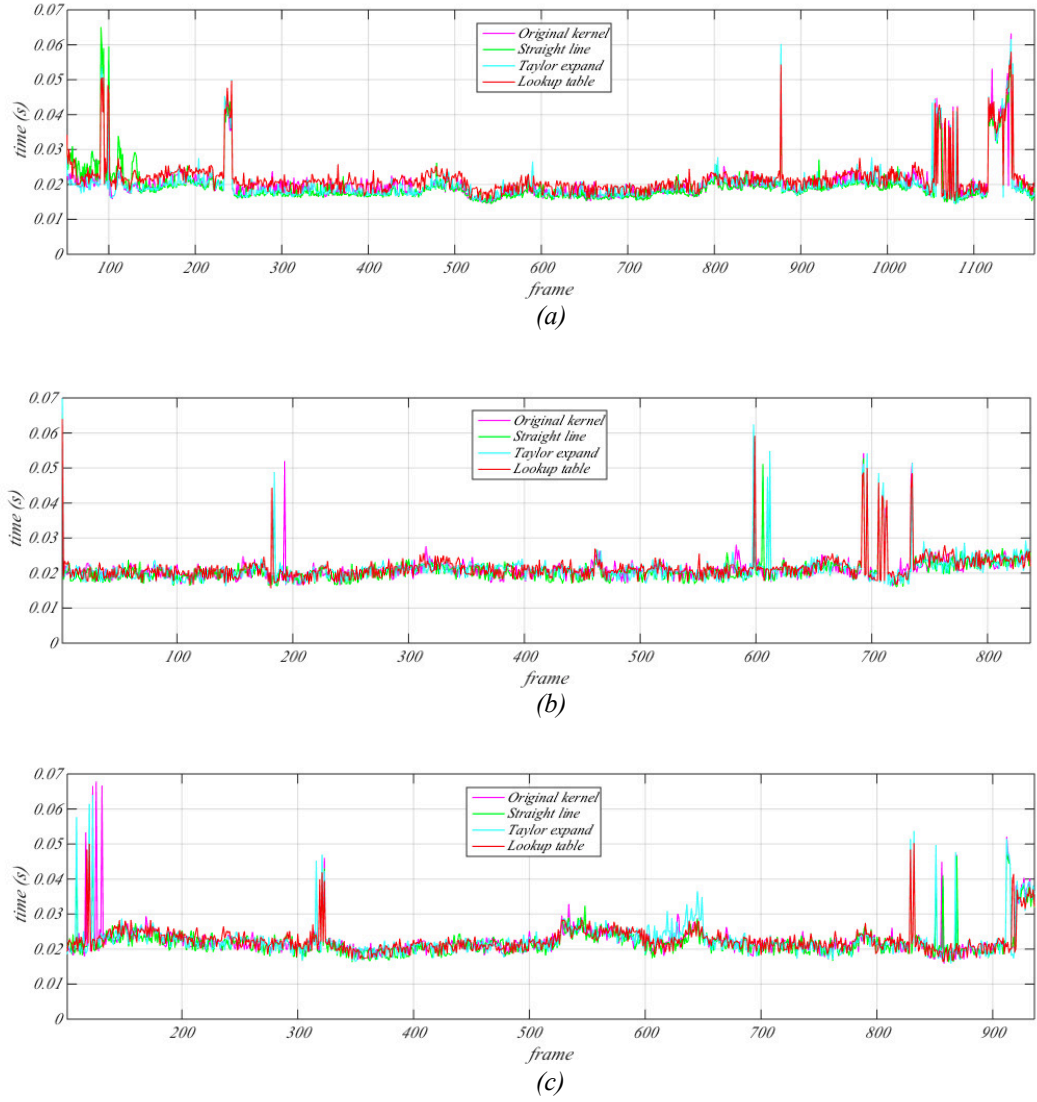 0.07
0.06
0.05
0.04
0.03
0.02
0.01
0
time (s)
Original kernel
Straight line
Taylor expand
Lookup table
100 200 300 400 500 600 700 800 900 1000 1100
frame
(a)
0.07
0.06
0.05
0.04
0.03
0.02
0.01
0
time (s)
Original kernel
Straight line
Taylor expand
Lookup table
100 200 300 400 500 600 700 800
frame
(b)
0.07
0.06
0.05
0.04
0.03
0.02
0.01
0
time (s)
Original kernel
Straight line
Taylor expand
Lookup table
200 300 400 500 600 700 800 900
frame
(c)